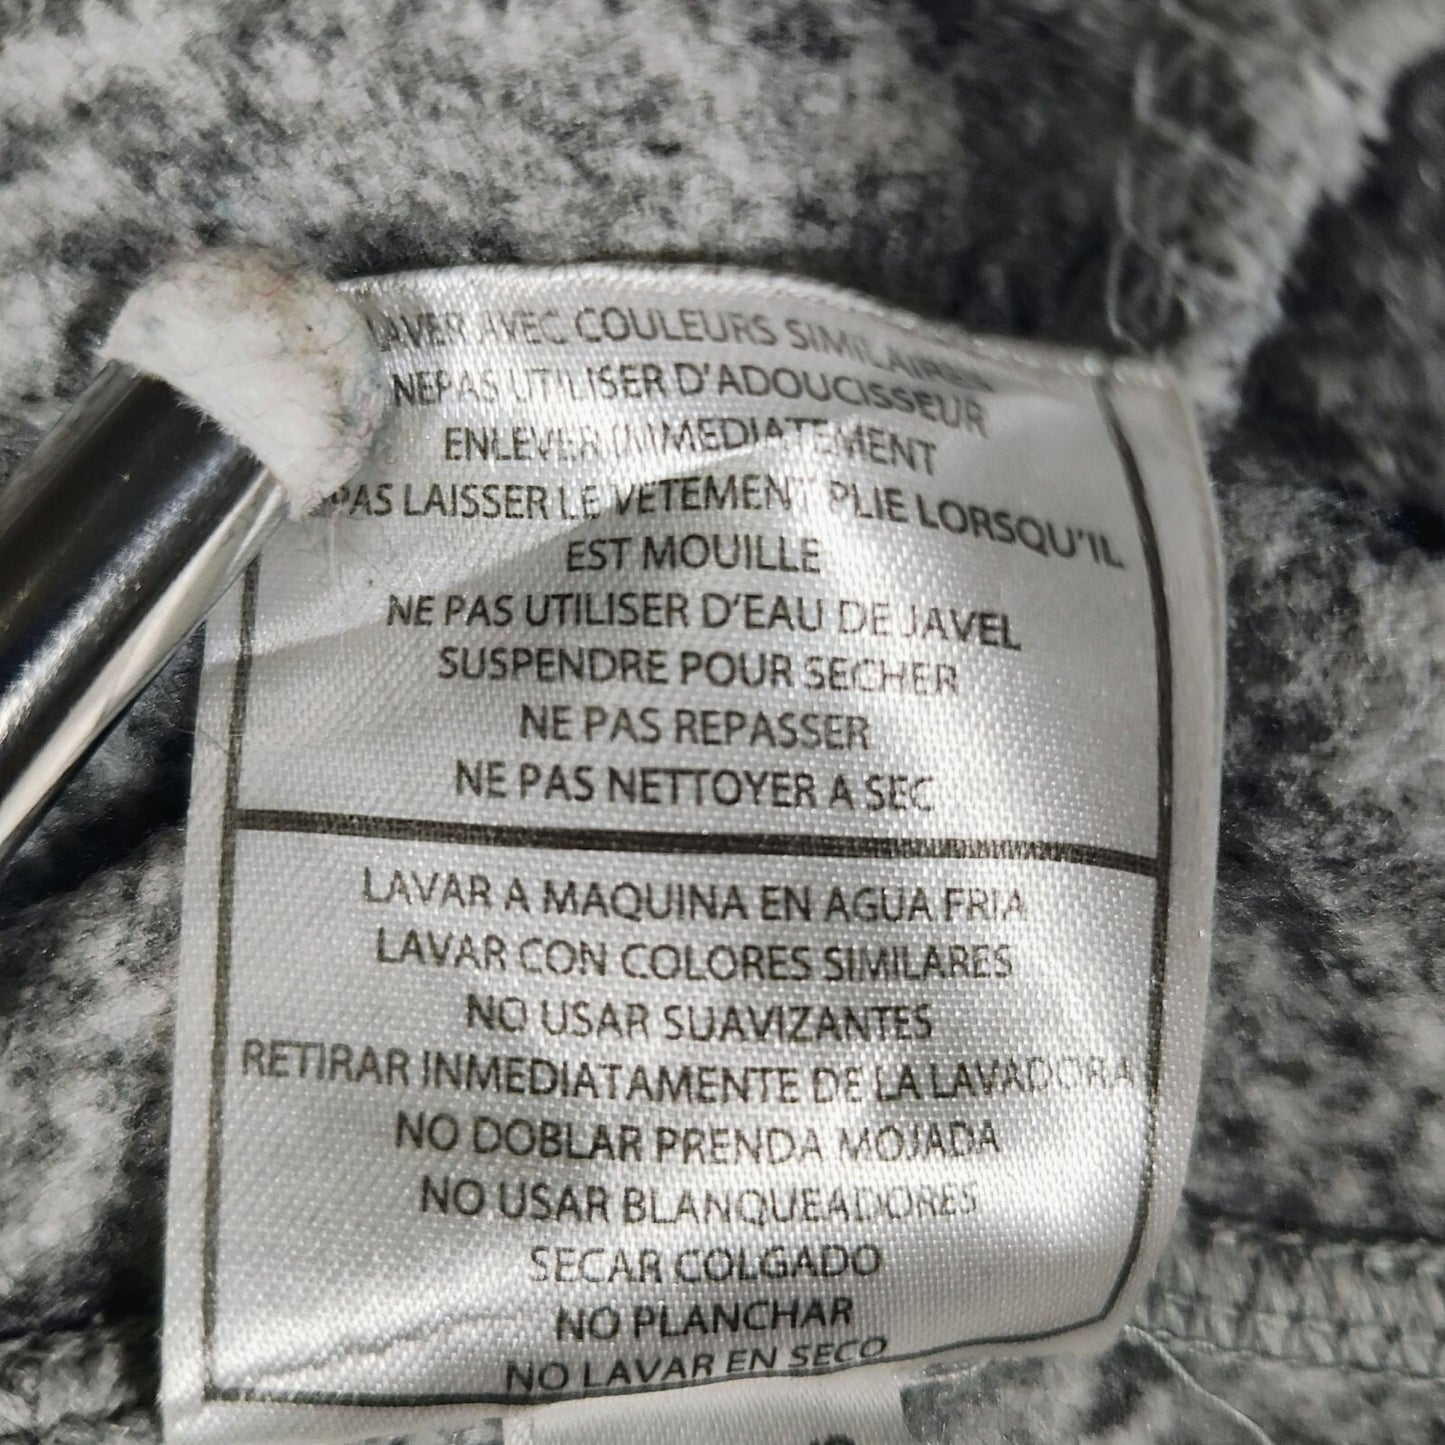 LAVER AVEC COULEURS SIMILAIRES
NE PAS UTILISER D'ADOUCISSEUR
ENLEVER INMEDIATEMENT
PAS LAISSER LE VETEMENT PLIE LORSQU'IL
EST MOUILLE
NE PAS UTILISER D'EAU DE JAVEL
SUSPENDRE POUR SECHER
NE PAS REPASSER
NE PAS NETTOYER A SEC
LAVAR A MAQUINA EN AGUA FRIA
LAVAR CON COLORES SIMILARES
NO USAR SUAVIZANTES
RETIRAR INMEDIATAMENTE DE LA LAVADORA
NO DOBLAR PRENDA MOJADA
NO USAR BLANQUEADORES
SECAR COLGADO
NO PLANCHAR
NO LAVAR EN SECO